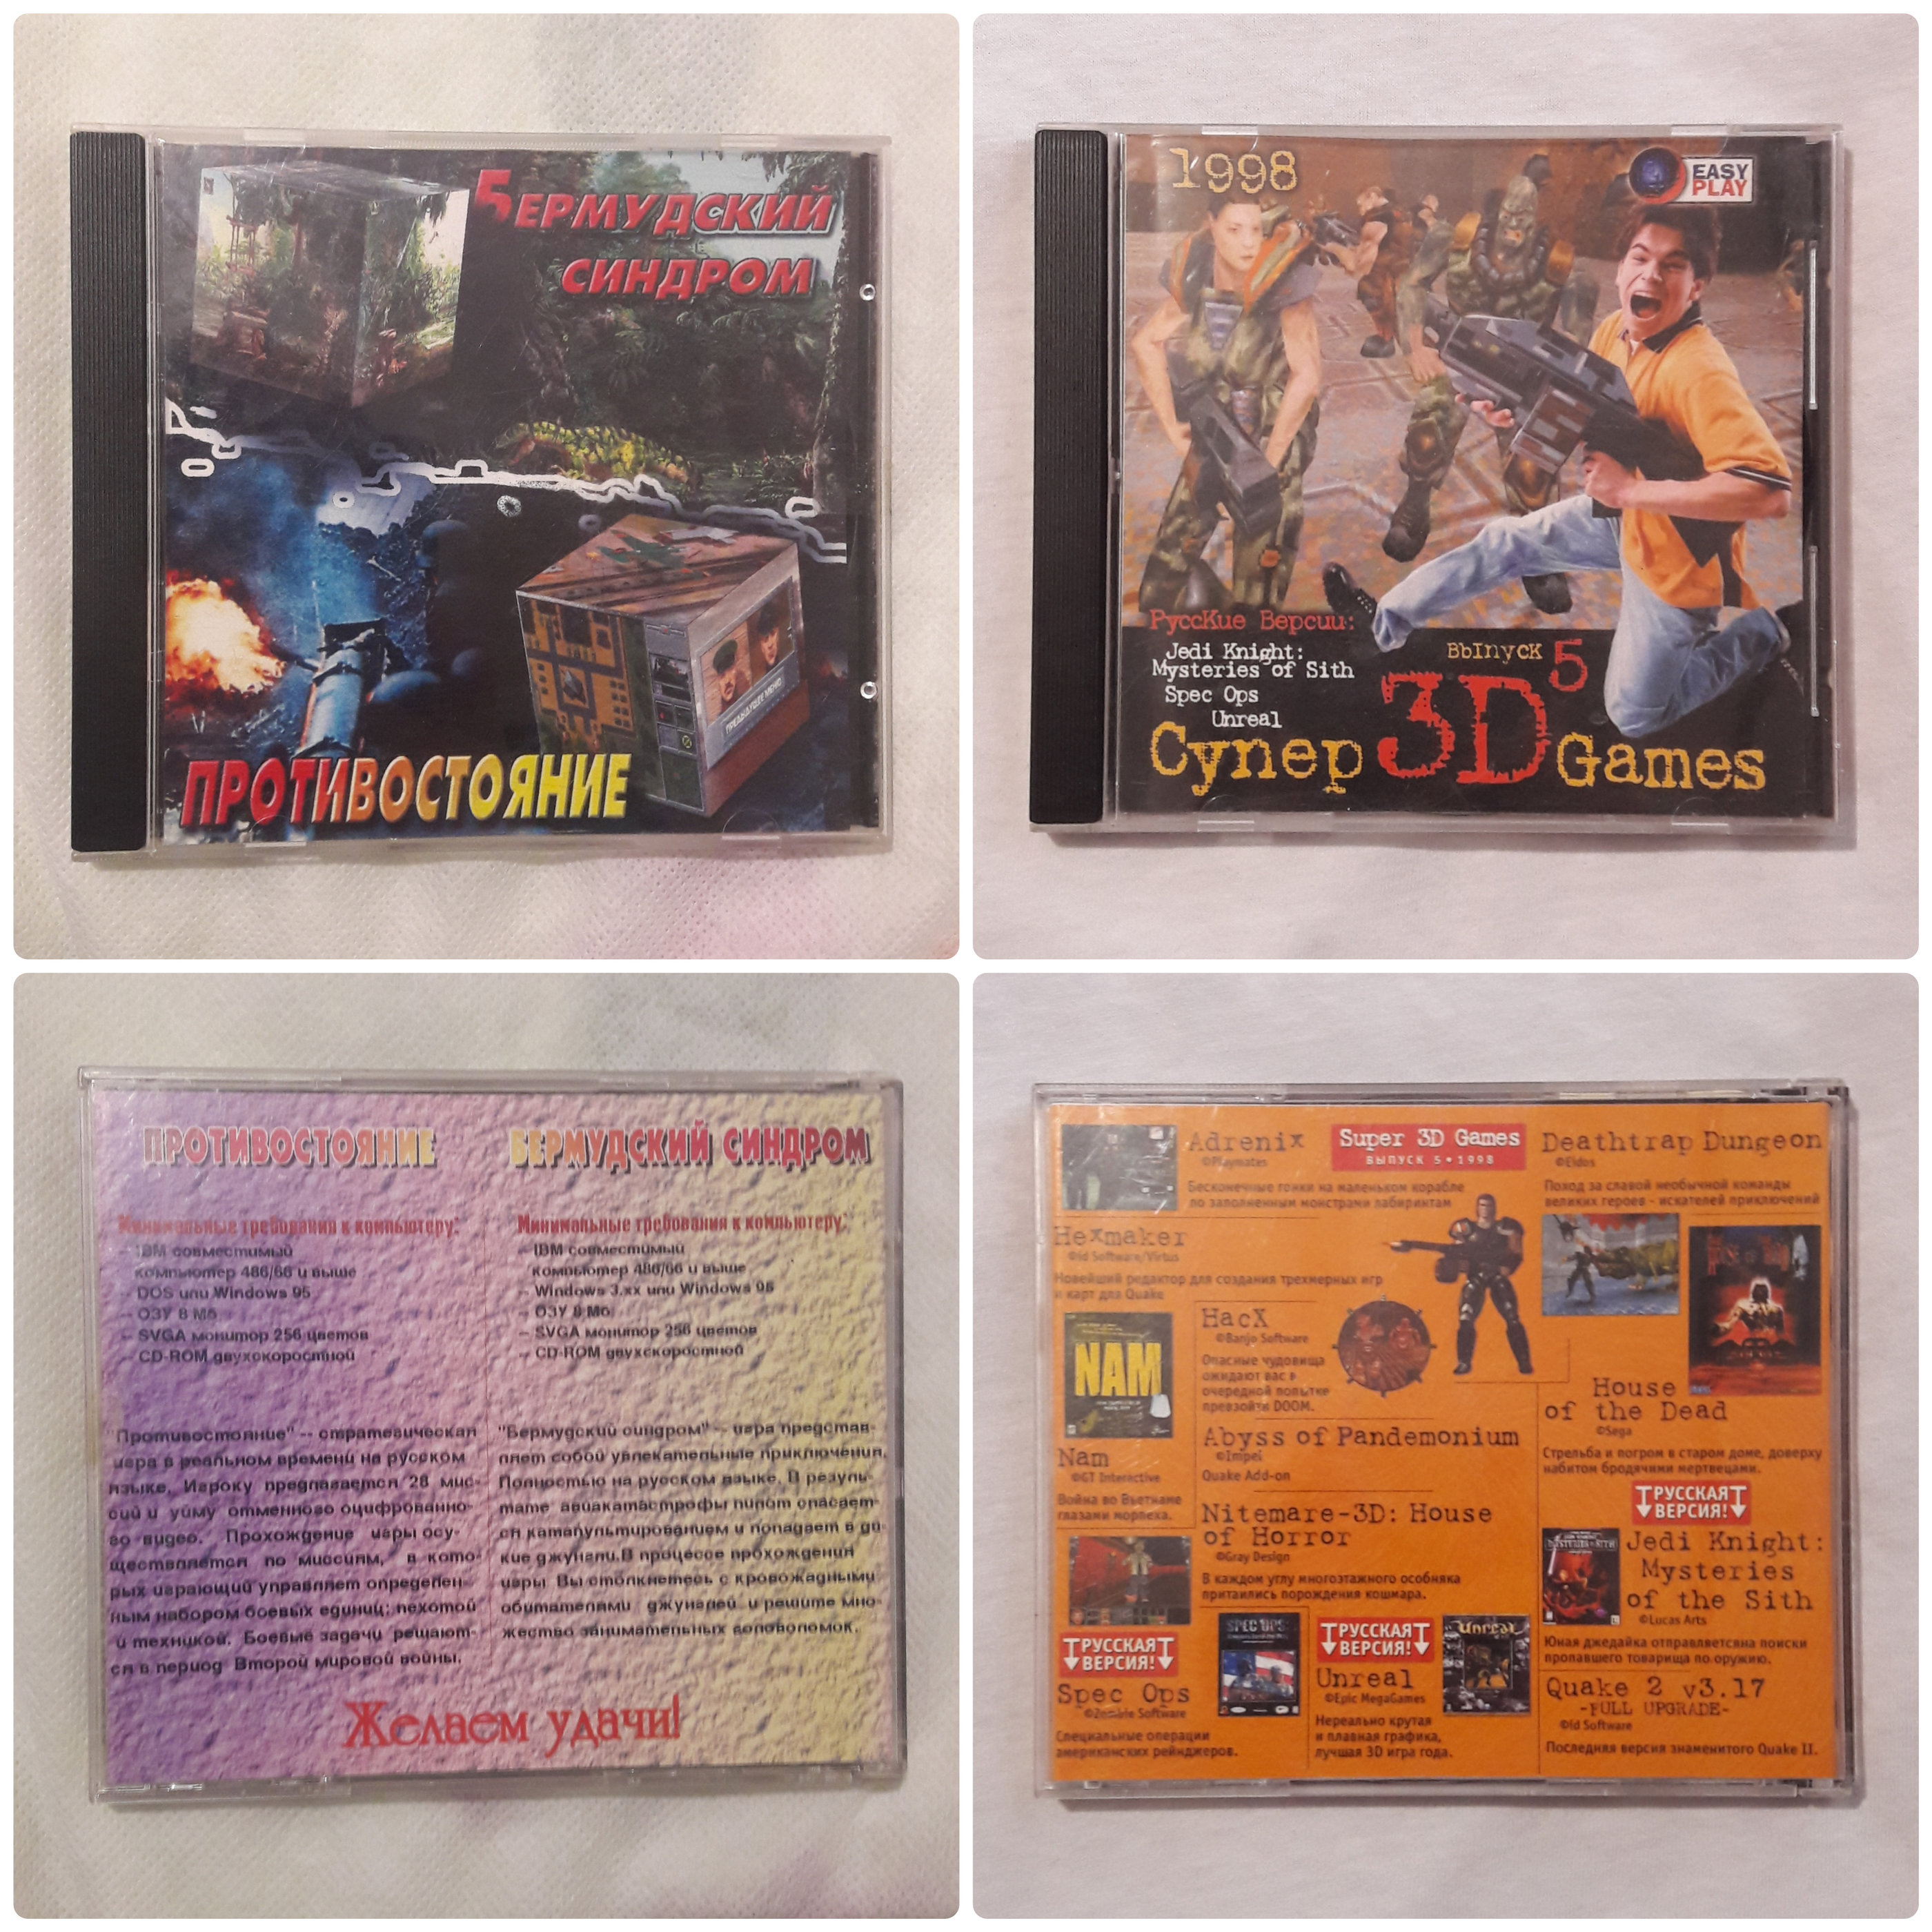 БЕРМУДСКИЙ
СИНДРОМ
ПРЕДЫДУЩЕЕ МЕНЮ
ПРОТИВОСТОЯНИЕ
1998
EASY
PLAY
Русские Версии:
Jedi Knight:
Mysteries of Sith
Spec Ops
Unreal
Выпуск 5
Супер 3D Games
ПРОТИВОСТОЯНИЕ
Минимальные требования к компьютеру:
-- IBM совместимый
компьютер 486/66 и выше
DOS или Windows 95
-- ОЗУ 8 Мб
-- SVGA монитор 256 цветов
-- CD-ROM двухскоростной
"Противостояние" -- стратегическая
игра в реальном времени на русском
языке. Игроку предлагается 28 мис-
сий и уйму отменного оцифрованно-
го видео. Прохождение игры осу-
ществляется по миссиям, в кото-
рых играющий управляет определен-
ным набором боевых единиц: пехотой
и техникой. Боевые задачи решают-
ся в период Второй мировой войны.
БЕРМУДСКИЙ СИНДРОМ
Минимальные требования к компьютеру:
-- IBM совместимый
компьютер 486/66 и выше
-- Windows 3.xx или Windows 95
-- ОЗУ 8 Мб
-- SVGA монитор 256 цветов
-- CD-ROM двухскоростной
"Бермудский синдром" -- игра представ-
ляет собой увлекательные приключения.
Полностью на русском языке. В резуль-
тате авиакатастрофы пилот спасает-
ся катапультированием и попадает в ди-
кие джунгли.В процессе прохождения
игры Вы столкнетесь с кровожадными
обитателями джунглей и решите мно-
жество занимательных головоломок.
Желаем удачи!
Adrenix
©Playmates
Бесконечные гонки на маленьком корабле
по заполненным монстрами лабиринтам
Super 3D Games
ВЫПУСК 5 • 1998
Deathtrap Dungeon
©Eidos
Поход за славой необычной команды
великих героев - искателей приключений
Hexmaker
©id Software/Virtus
Новейший редактор для создания трехмерных игр
и карт для Quake
NAM
Nam
©GT Interactive
Война во Вьетнаме
глазами морпеха.
HacX
©Banjo Software
Опасные чудовища
ожидают вас в
очередной попытке
превзойти DOOM.
House
of the Dead
©Sega
Стрельба и погром в старом доме, доверху
набитом бродячими мертвецами.
Abyss of Pandemonium
©Impel
Quake Add-on
Nitemare-3D: House
of Horror
©Gray Design
В каждом углу многоэтажного особняка
притаились порождения кошмара.
РУССКАЯ
ВЕРСИЯ!
Jedi Knight:
Mysteries
of the Sith
©Lucas Arts
Юная джедайка отправляетсяна поиски
пропавшего товарища по оружию.
РУССКАЯ
ВЕРСИЯ!
Spec Ops
©Zombie Software
Специальные операции
американских рейнджеров.
SPEC OPS
РУССКАЯ
ВЕРСИЯ!
Unreal
©Epic MegaGames
Нереально крутая
и плавная графика,
лучшая 3D игра года.
Unreal
Quake 2 v3.17
-FULL UPGRADE-
©Id Software
Последняя версия знаменитого Quake II.